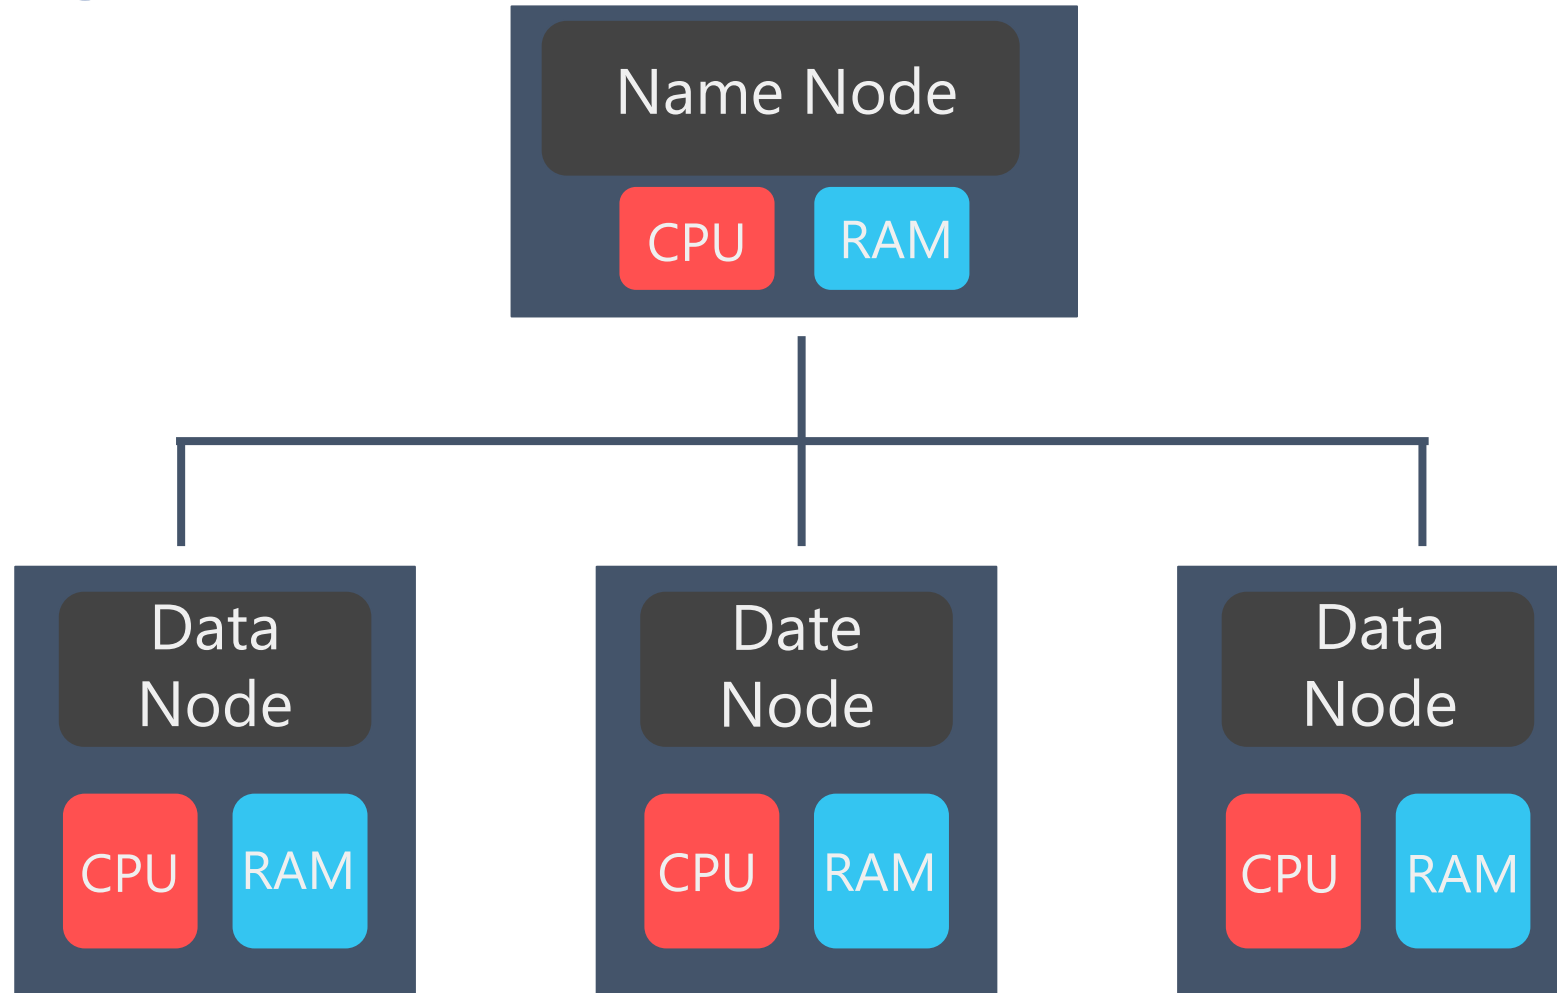 Name Node
CPU RAM
Data
Node
Date
Node
Data
Node
CPU RAM
CPU RAM
CPU RAM